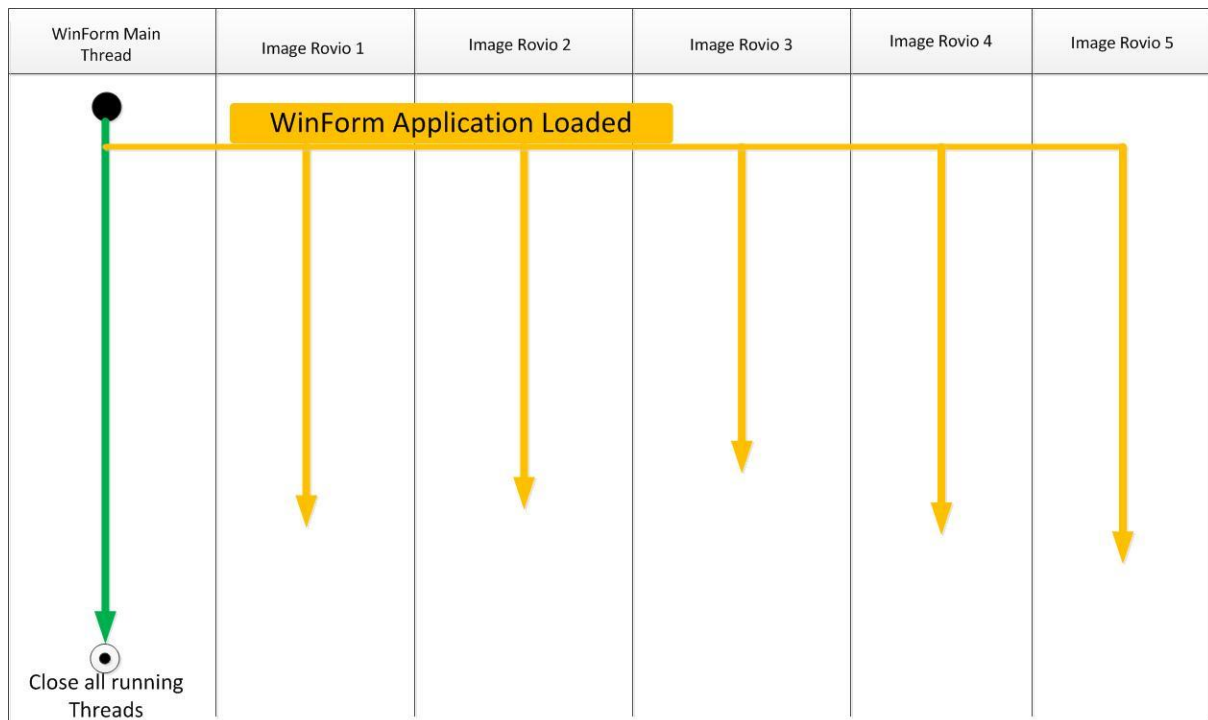 WinForm Main
Thread
Image Rovio 1
Image Rovio 2
Image Rovio 3
Image Rovio 4
Image Rovio 5
WinForm Application Loaded
Close all running
Threads